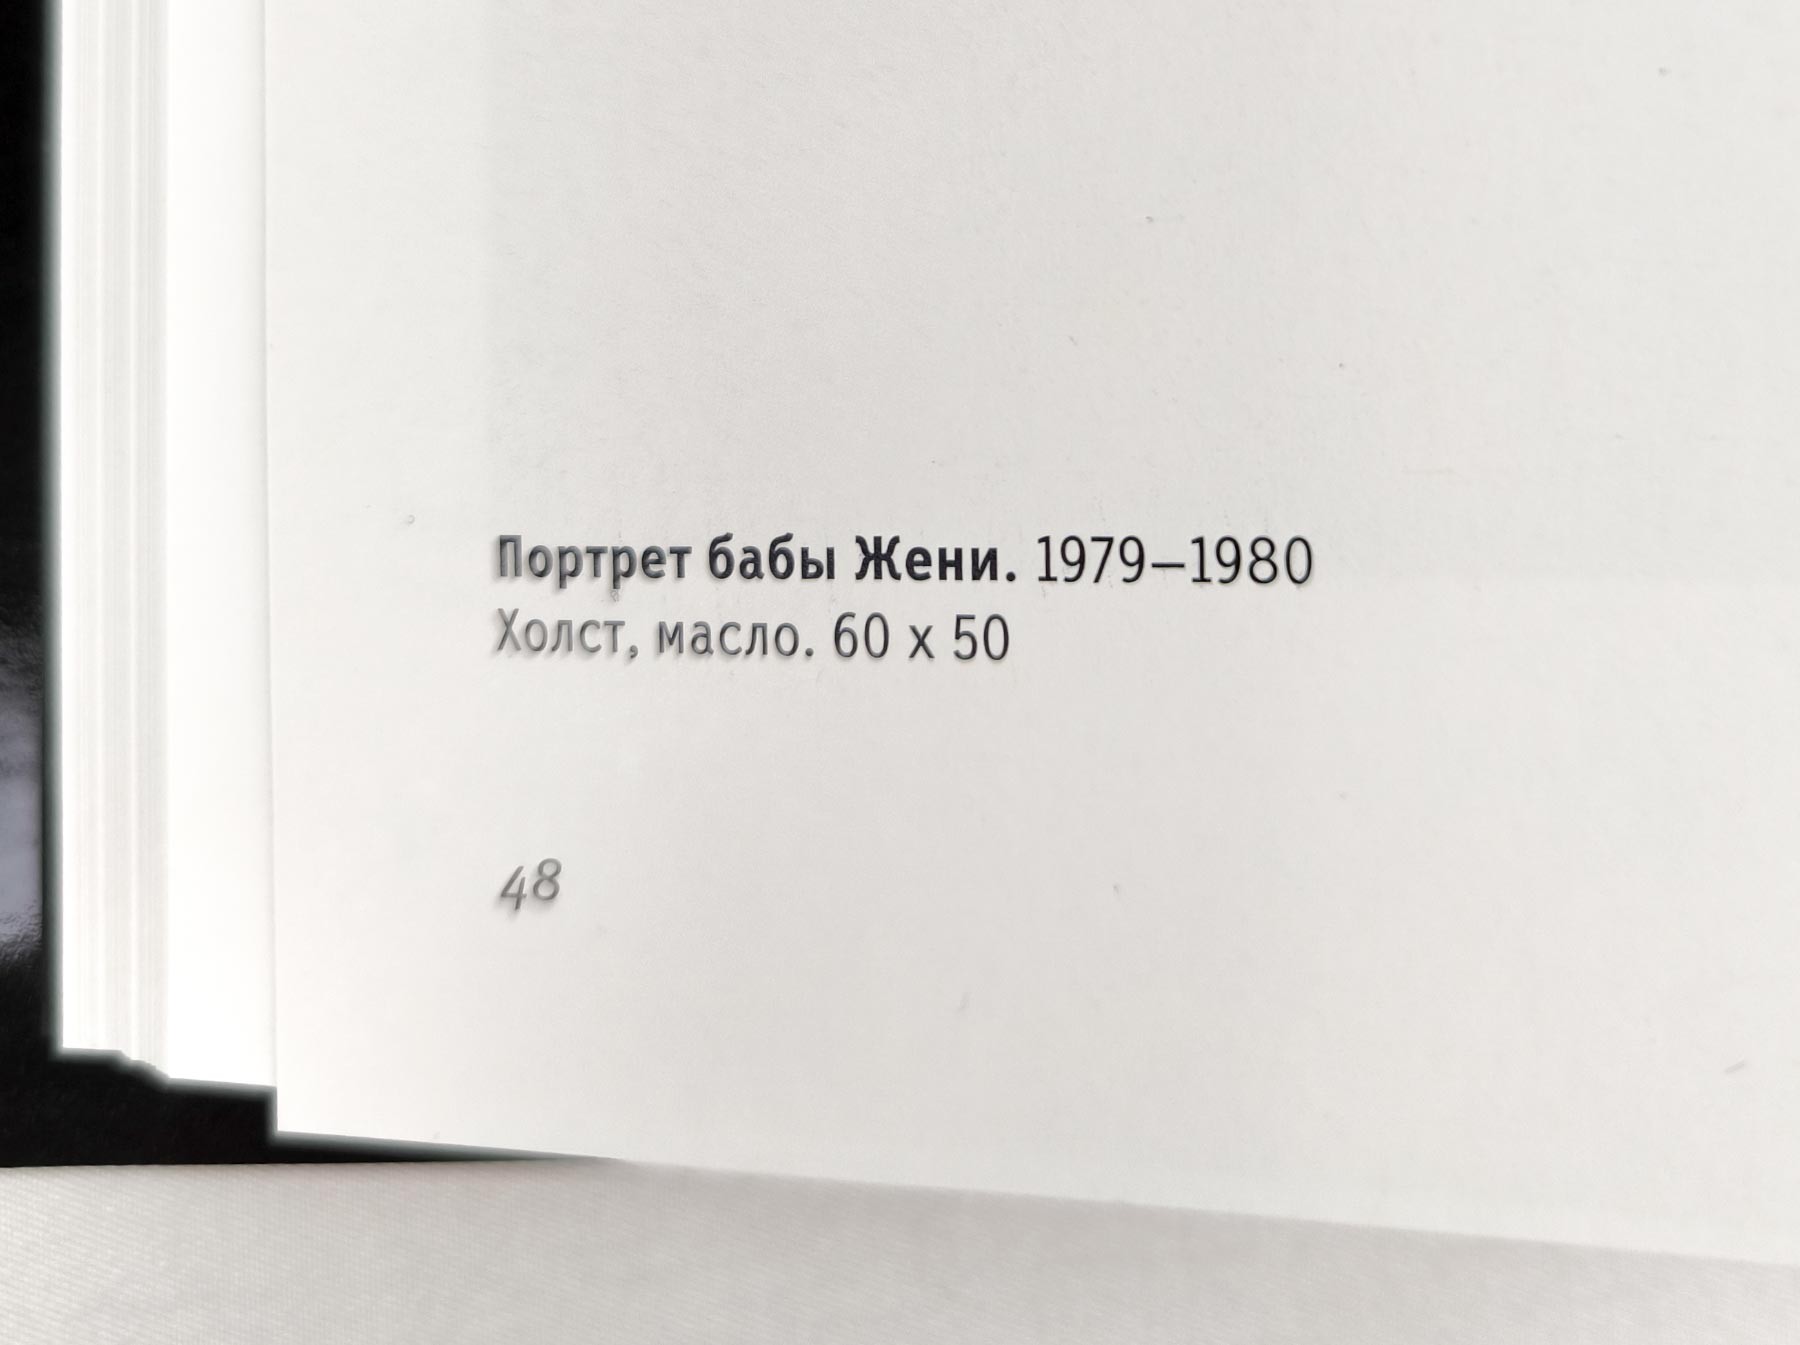 Портрет бабы Жени. 1979–1980
Холст, масло. 60 x 50
48